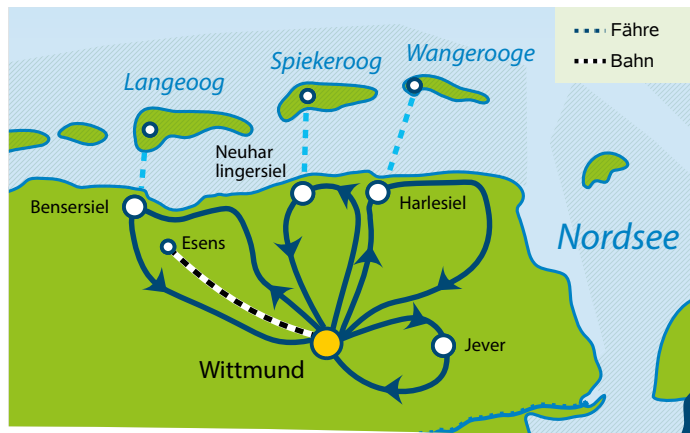 Fähre
Bahn
Wangerooge
Spiekeroog
Langeoog
Neuhar
lingersiel
Bensersiel
Harlesiel
Esens
Nordsee
Jever
Wittmund